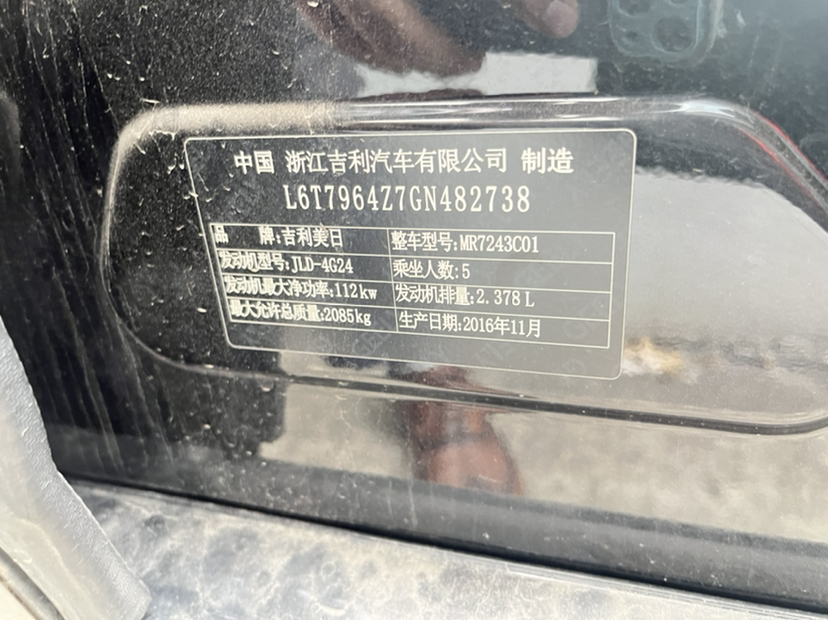 中国 浙江吉利汽车有限公司 制造
L6T7964Z7GN482738
品 牌:吉利美日 整车型号:MR7243C01
发动机型号:JLD-4G24 乘坐人数:5
发动机最大净功率:112kw 发动机排量:2.378L
最大允许总质量:2085kg 生产日期:2016年11月